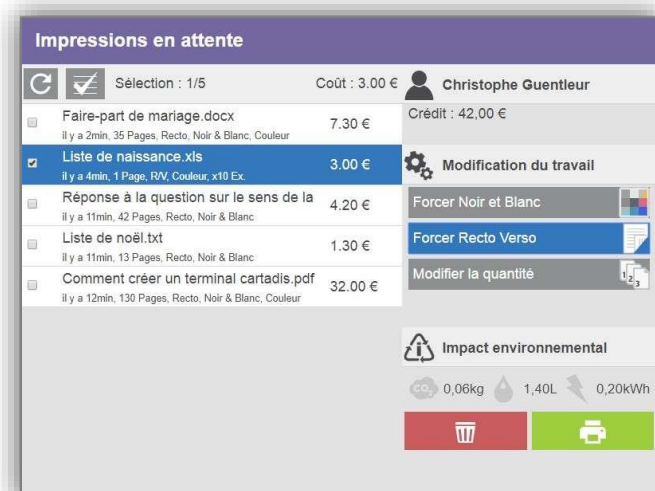 Impressions en attente
Sélection : 1/5
Coût : 3.00 €
Faire-part de mariage.docx
7.30 €
il y a 2min, 35 Pages, Recto, Noir & Blanc, Couleur
Liste de naissance.xls
3.00 €
il y a 4min, 1 Page, R/V, Couleur, x10 Ex.
Réponse à la question sur le sens de la
4.20 €
il y a 11min, 42 Pages, Recto, Noir & Blanc
Liste de noël.txt
1.30 €
il y a 11min, 13 Pages, Recto, Noir & Blanc
Comment créer un terminal cartadis.pdf
32.00 €
il y a 12min, 130 Pages, Recto, Noir & Blanc, Couleur
Christophe Guentleur
Crédit : 42,00 €
Modification du travail
Forcer Noir et Blanc
Forcer Recto Verso
Modifier la quantité
1 2 3
Impact environnemental
CO2 0,06kg 1,40L 0,20kWh